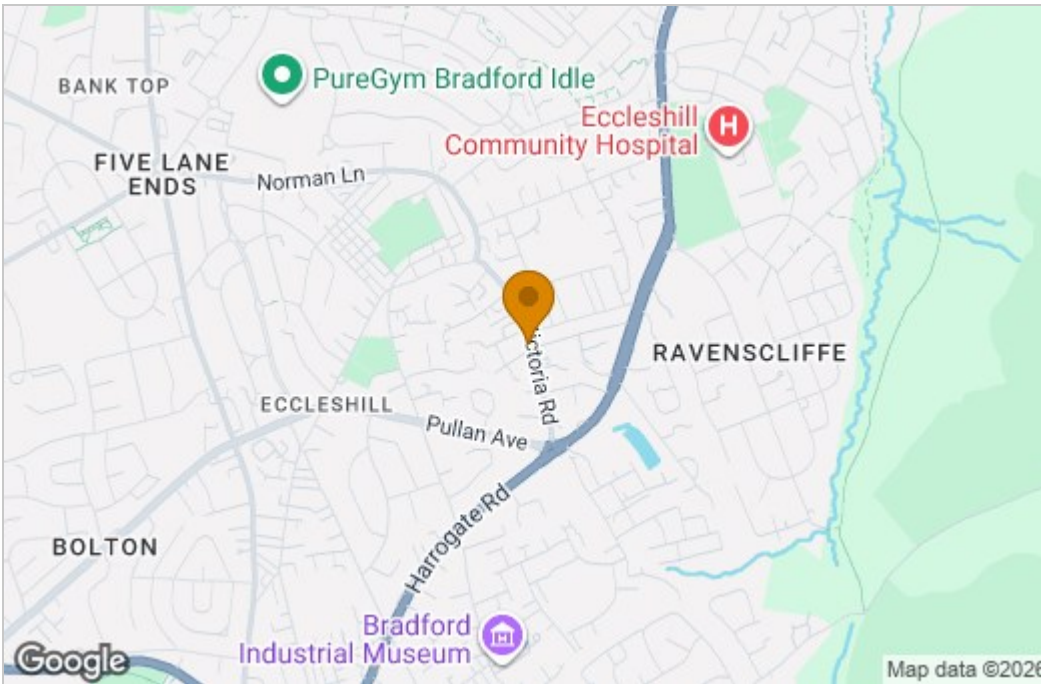 BANK TOP
PureGym Bradford Idle
Eccleshill
Community Hospital
FIVE LANE
ENDS
Norman Ln
Victoria Rd
RAVENSCLIFFE
ECCLESHILL
Pullan Ave
Harrogate Rd
BOLTON
Bradford
Industrial Museum
Google
Map data ©2026